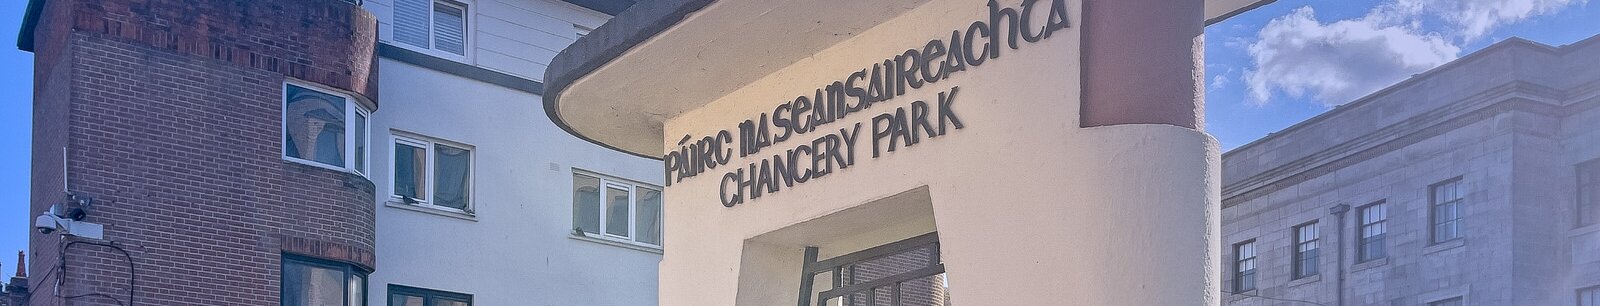 PÁIRC NA SEANSAIREACHTA
CHANCERY PARK